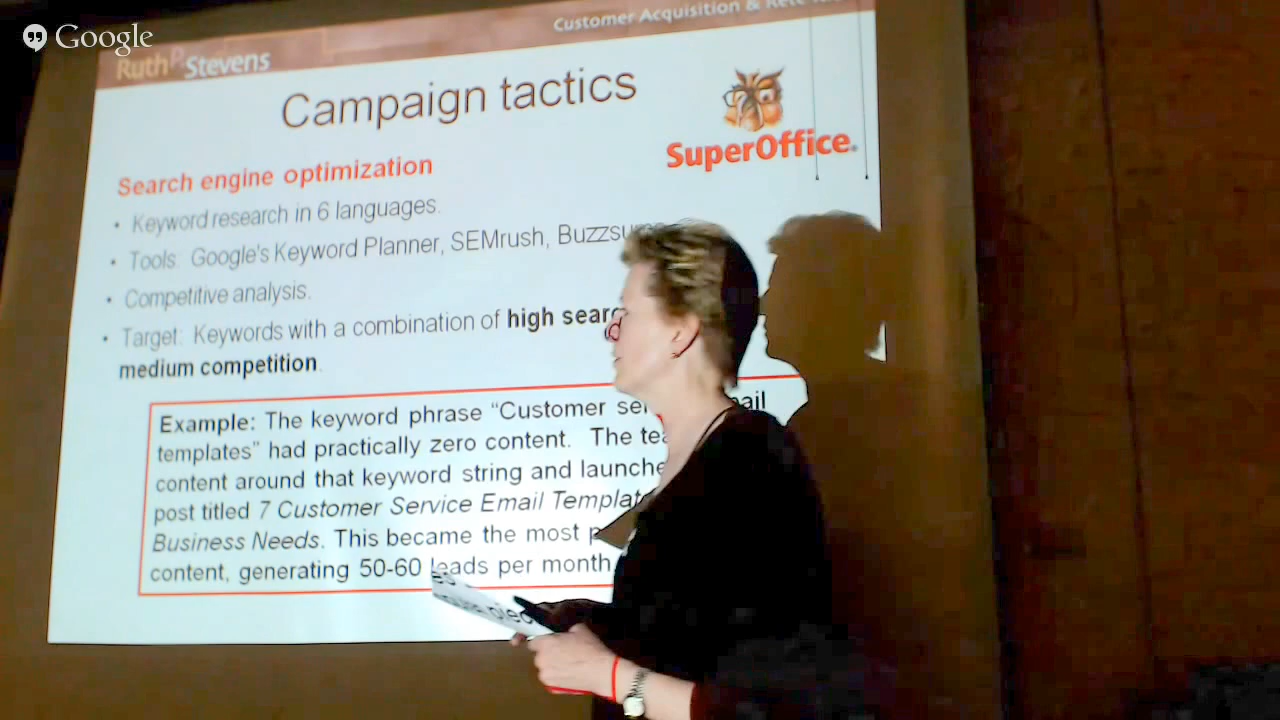 Google
Customer Acquisition &
Ruth P. Stevens
Campaign tactics
SuperOffice.
Search engine optimization
• Keyword research in 6 languages.
• Tools: Google's Keyword Planner, SEMrush,
• Competitive analysis.
• Target: Keywords with a combination of high
medium competition.
Example: The keyword phrase "Customer
templates" had practically zero content. The
content around that keyword string and
post titled 7 Customer Service Email
Business Needs. This became the most
content, generating 50-60 leads per month.